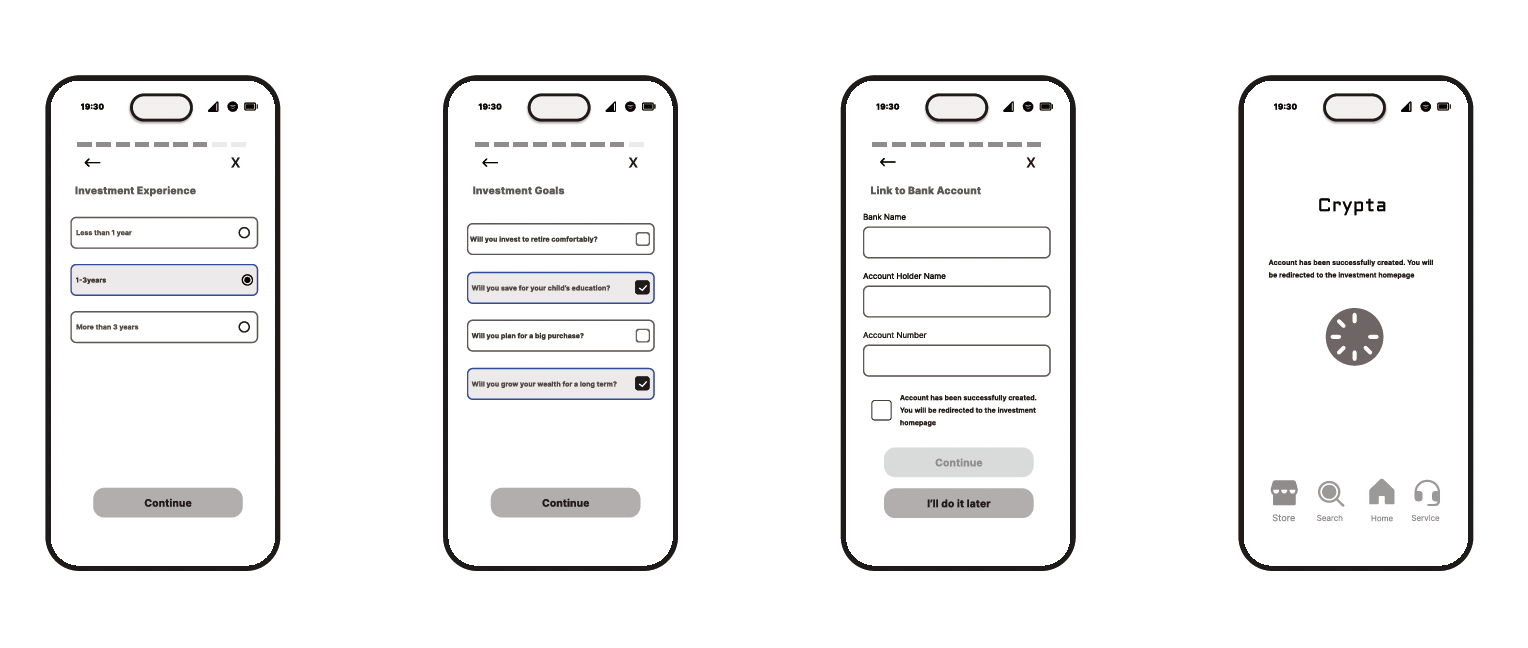 19:30
X
Investment Experience
Less than 1 year
1-3years
More than 3 years
Continue
19:30
X
Investment Goals
Will you invest to retire comfortably?
Will you save for your child's education?
Will you plan for a big purchase?
Will you grow your wealth for a long term?
Continue
19:30
X
Link to Bank Account
Bank Name
Account Holder Name
Account Number
Account has been successfully created.
You will be redirected to the investment
homepage
Continue
I'll do it later
19:30
Crypta
Account has been successfully created. You will
be redirected to the investment homepage
Store Search Home Service